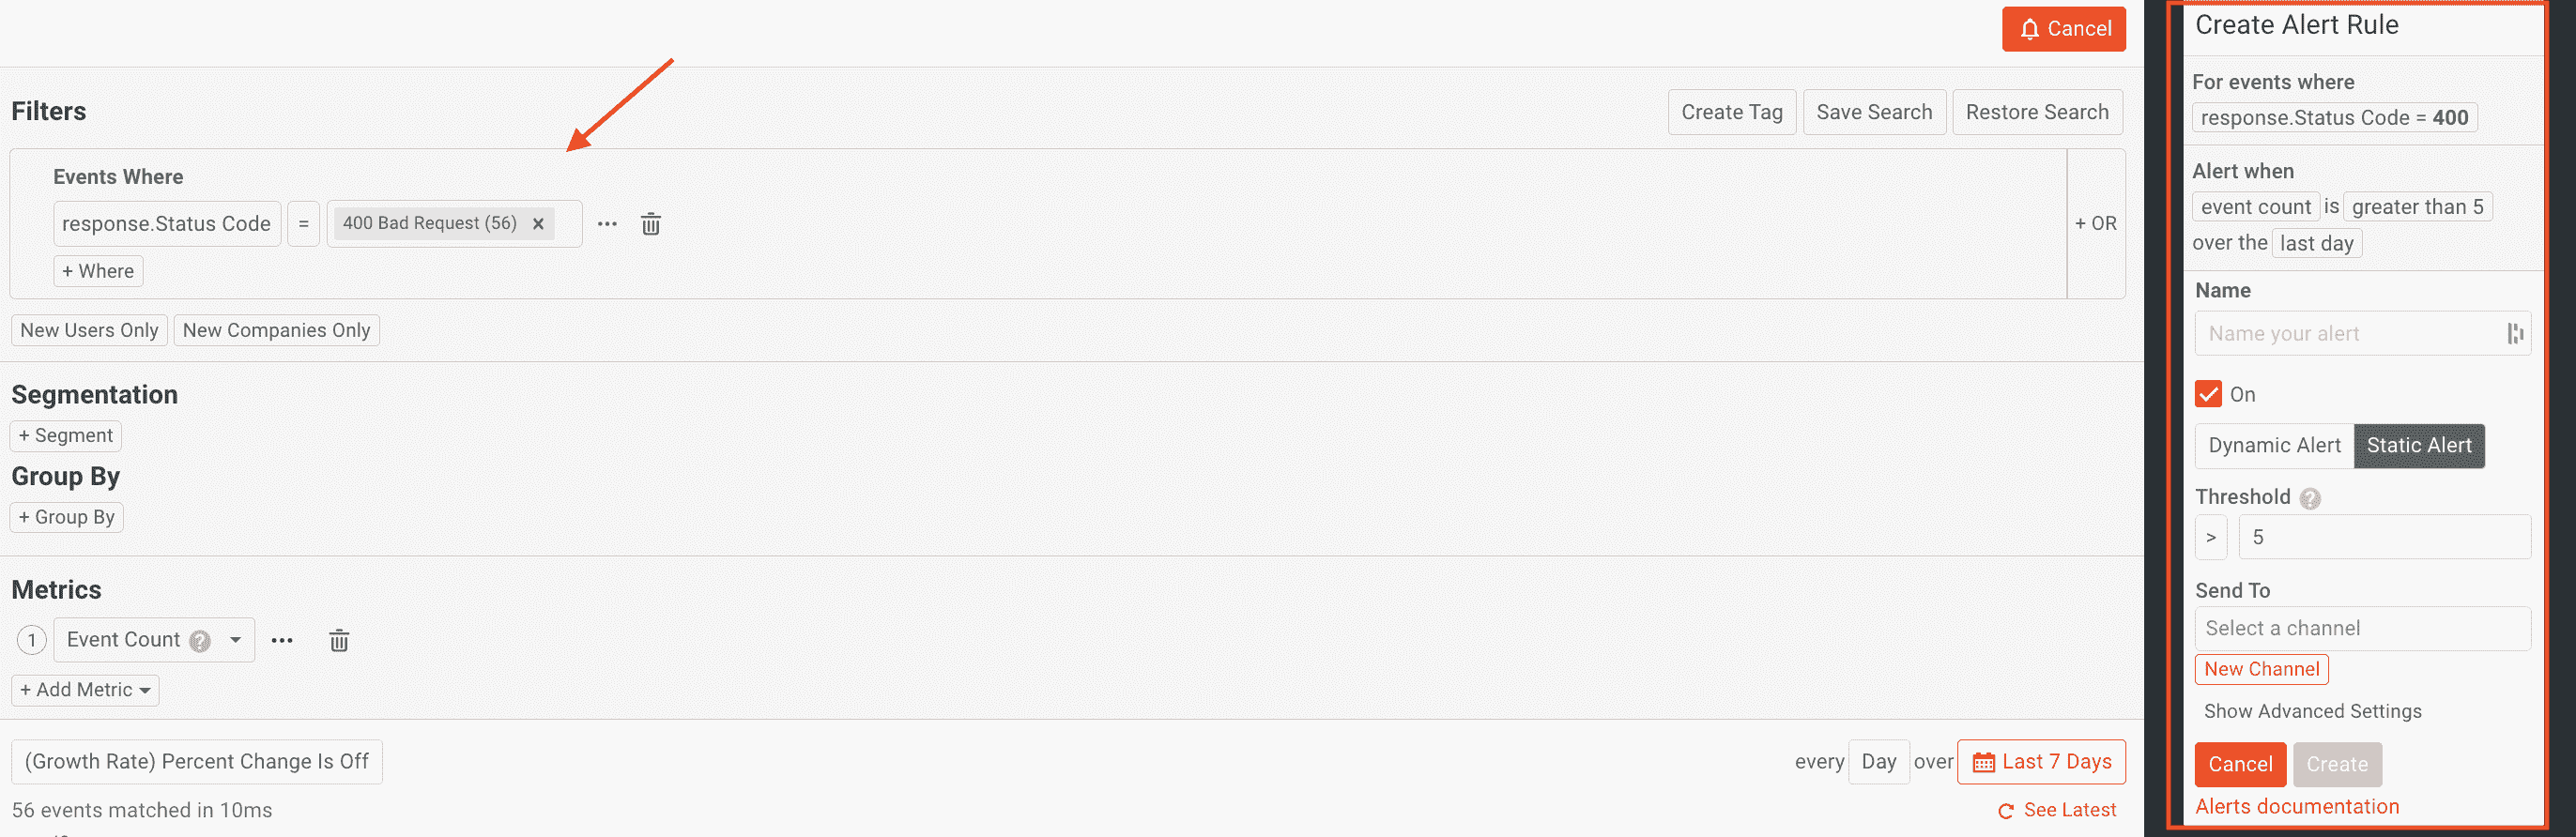 Cancel
Filters
Create Tag
Save Search
Restore Search
Events Where
response.Status Code = 400 Bad Request (56) ×
+ Where
+ OR
New Users Only
New Companies Only
Segmentation
+ Segment
Group By
+ Group By
Metrics
1 Event Count ?
+ Add Metric
(Growth Rate) Percent Change Is Off
every Day over Last 7 Days
56 events matched in 10ms
See Latest
Create Alert Rule
For events where
response.Status Code = 400
Alert when
event count is greater than 5
over the last day
Name
Name your alert
On
Dynamic Alert Static Alert
Threshold ?
> 5
Send To
Select a channel
New Channel
Show Advanced Settings
Cancel Create
Alerts documentation